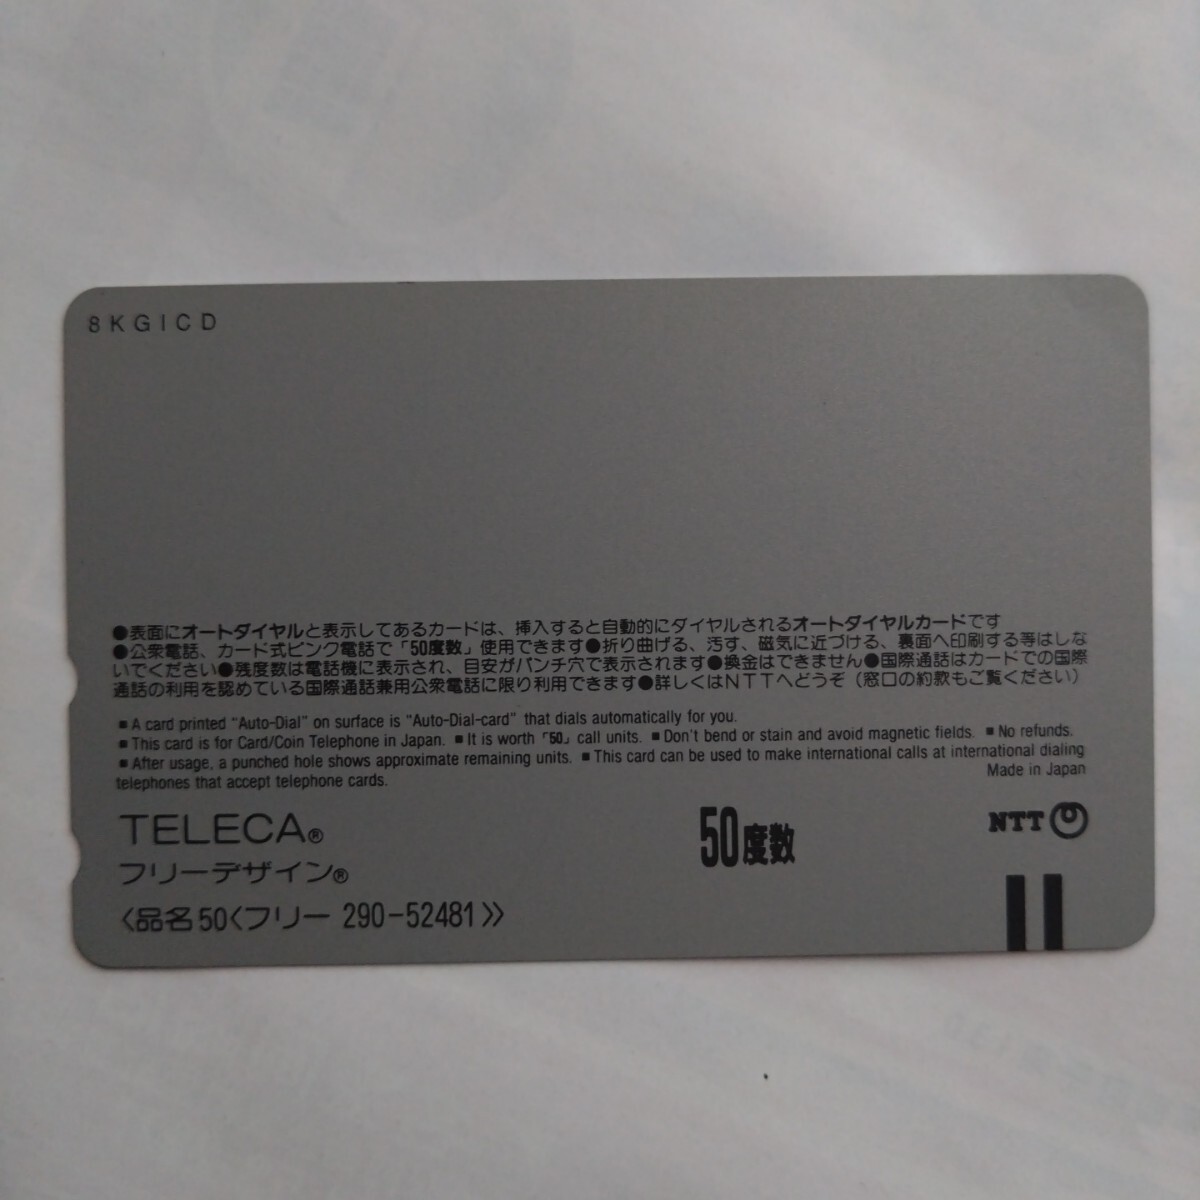 8KGICD
●表面にオートダイヤルと表示してあるカードは、挿入すると自動的にダイヤルされるオートダイヤルカードです
●公衆電話、カード式ピンク電話で「50度数」使用できます●折り曲げる、汚す、磁気に近づける、裏面へ印刷する等はしな
いでください●残度数は電話機に表示され、目安がパンチ穴で表示されます●換金はできません●国際通話はカードでの国際
通話の利用を認めている国際通話兼用公衆電話に限り利用できます●詳しくはNTTへどうぞ（窓口の約款もご覧ください）
■ A card printed "Auto-Dial" on surface is "Auto-Dial-card" that dials automatically for you.
■ This card is for Card/Coin Telephone in Japan. ■ It is worth「50」call units. ■ Don't bend or stain and avoid magnetic fields. ■ No refunds.
■ After usage, a punched hole shows approximate remaining units. ■ This card can be used to make international calls at international dialing
telephones that accept telephone cards.
Made in Japan
TELECA®
フリーデザイン®
〈品名50〈フリー 290-52481〉〉
50度数
NTT